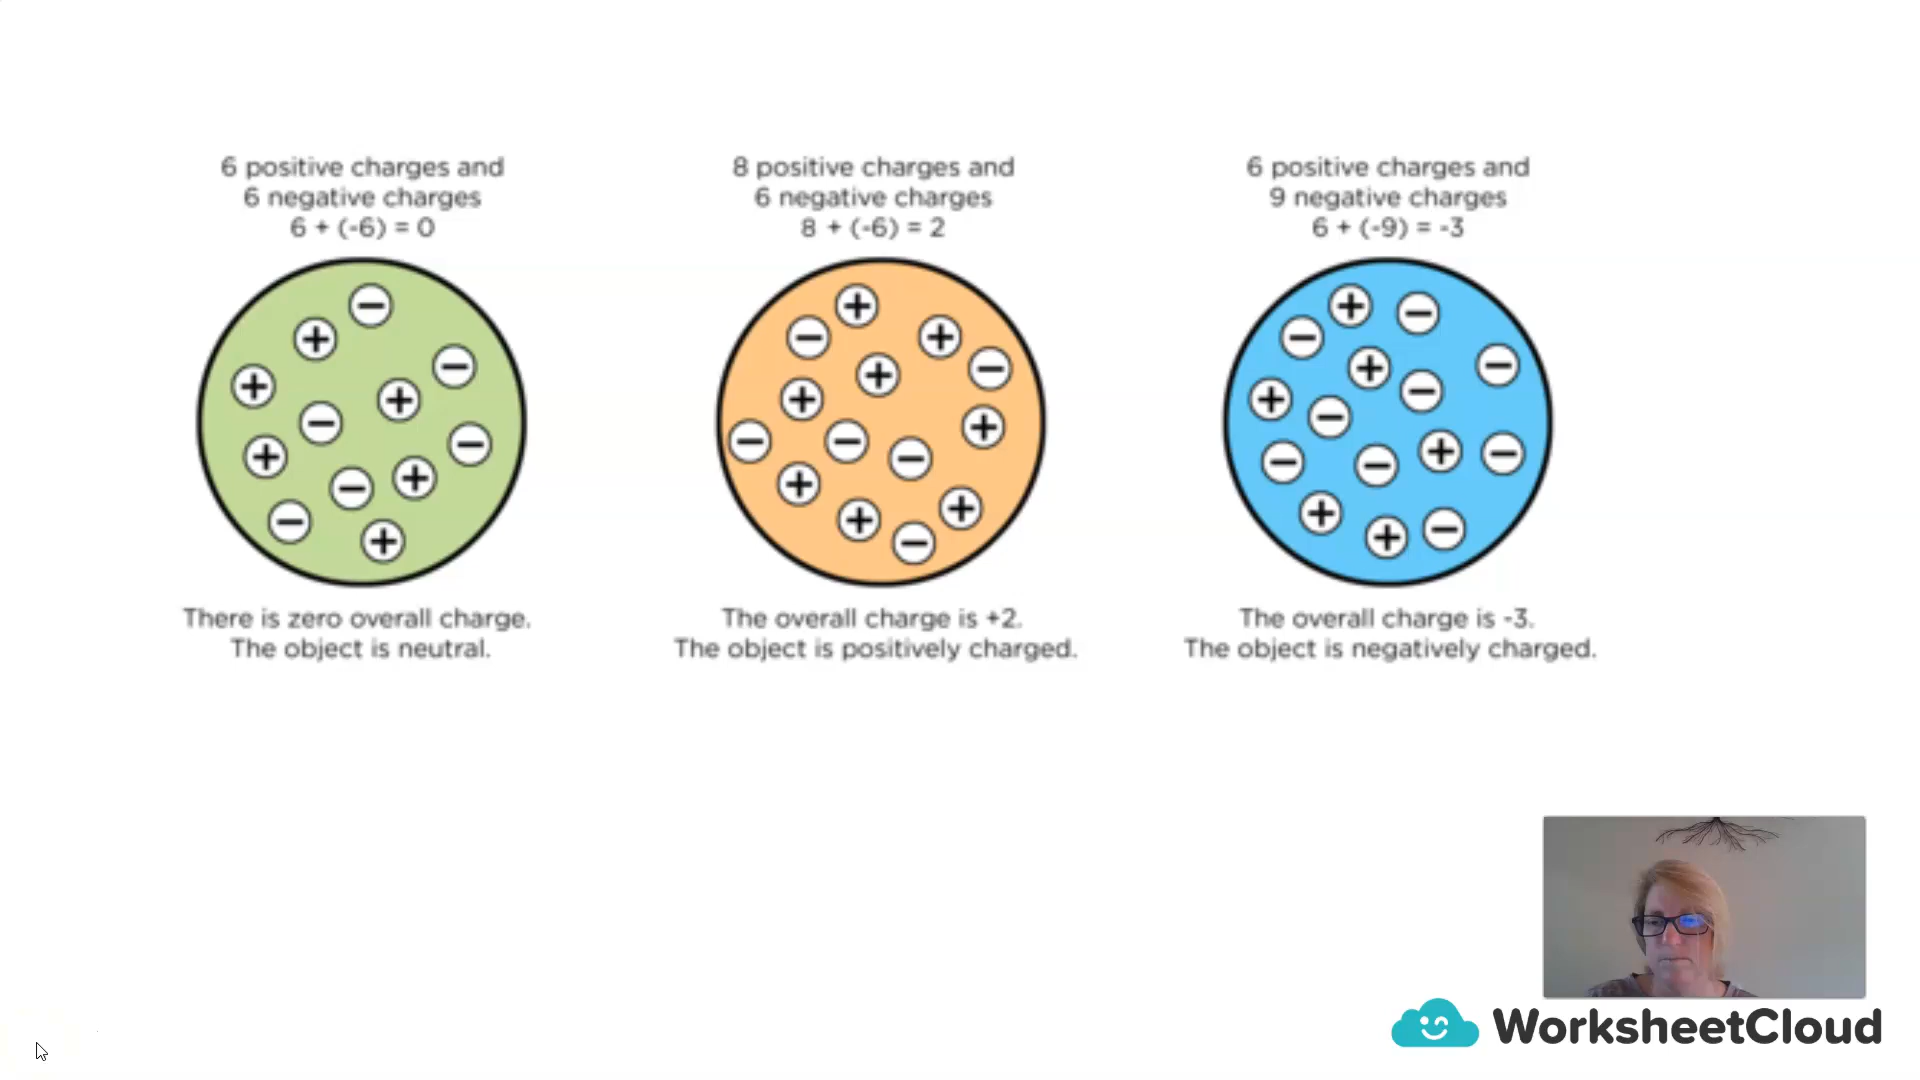 6 positive charges and
6 negative charges
6 + (-6) = 0
There is zero overall charge.
The object is neutral.
8 positive charges and
6 negative charges
8 + (-6) = 2
The overall charge is +2.
The object is positively charged.
6 positive charges and
9 negative charges
6 + (-9) = -3
The overall charge is -3.
The object is negatively charged.
WorksheetCloud